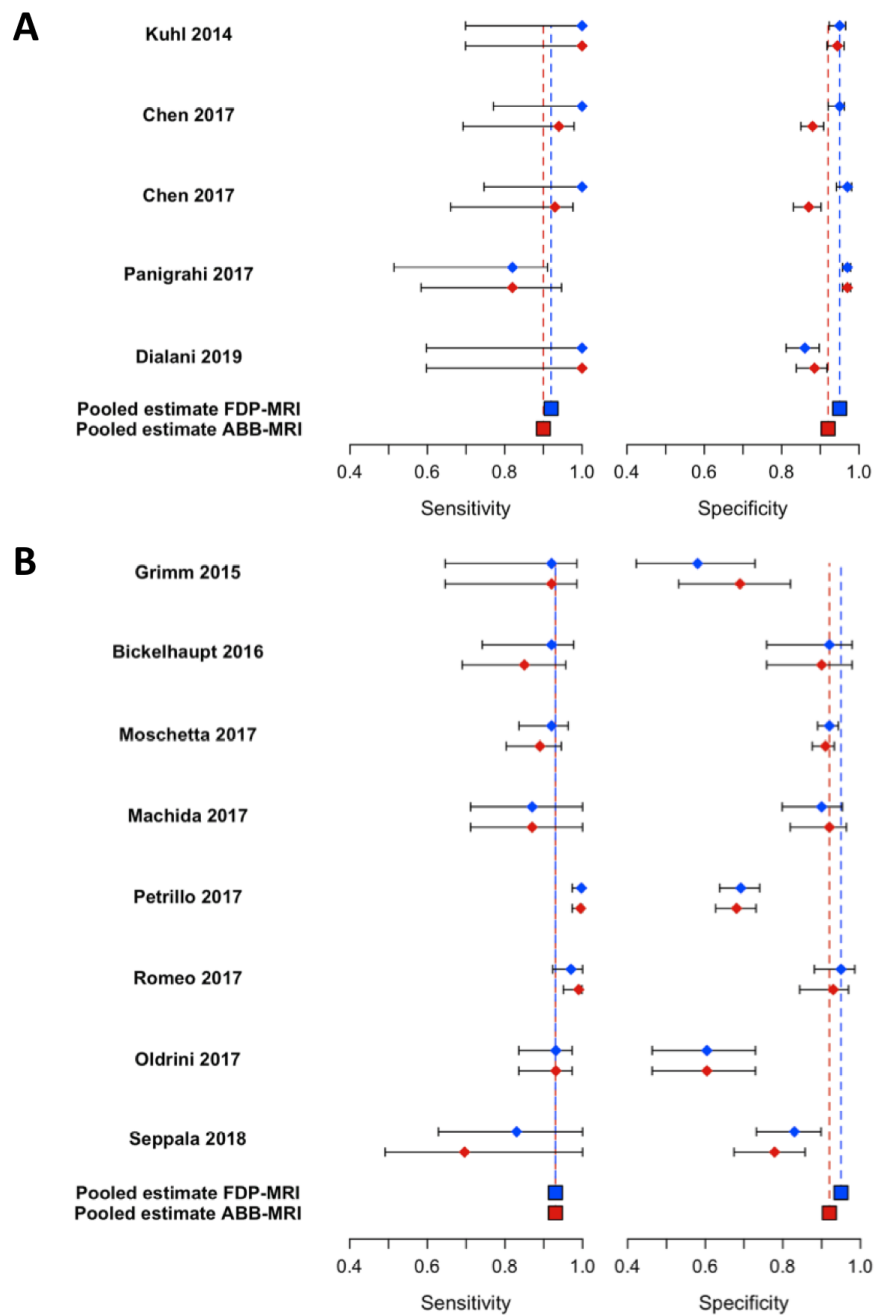 A
Kuhl 2014
Chen 2017
Chen 2017
Panigrahi 2017
Dialani 2019
Pooled estimate FDP-MRI
Pooled estimate ABB-MRI
0.4 0.6 0.8 1.0 0.4 0.6 0.8 1.0
Sensitivity Specificity
B
Grimm 2015
Bickelhaupt 2016
Moschetta 2017
Machida 2017
Petrillo 2017
Romeo 2017
Oldrini 2017
Seppala 2018
Pooled estimate FDP-MRI
Pooled estimate ABB-MRI
0.4 0.6 0.8 1.0 0.4 0.6 0.8 1.0
Sensitivity Specificity